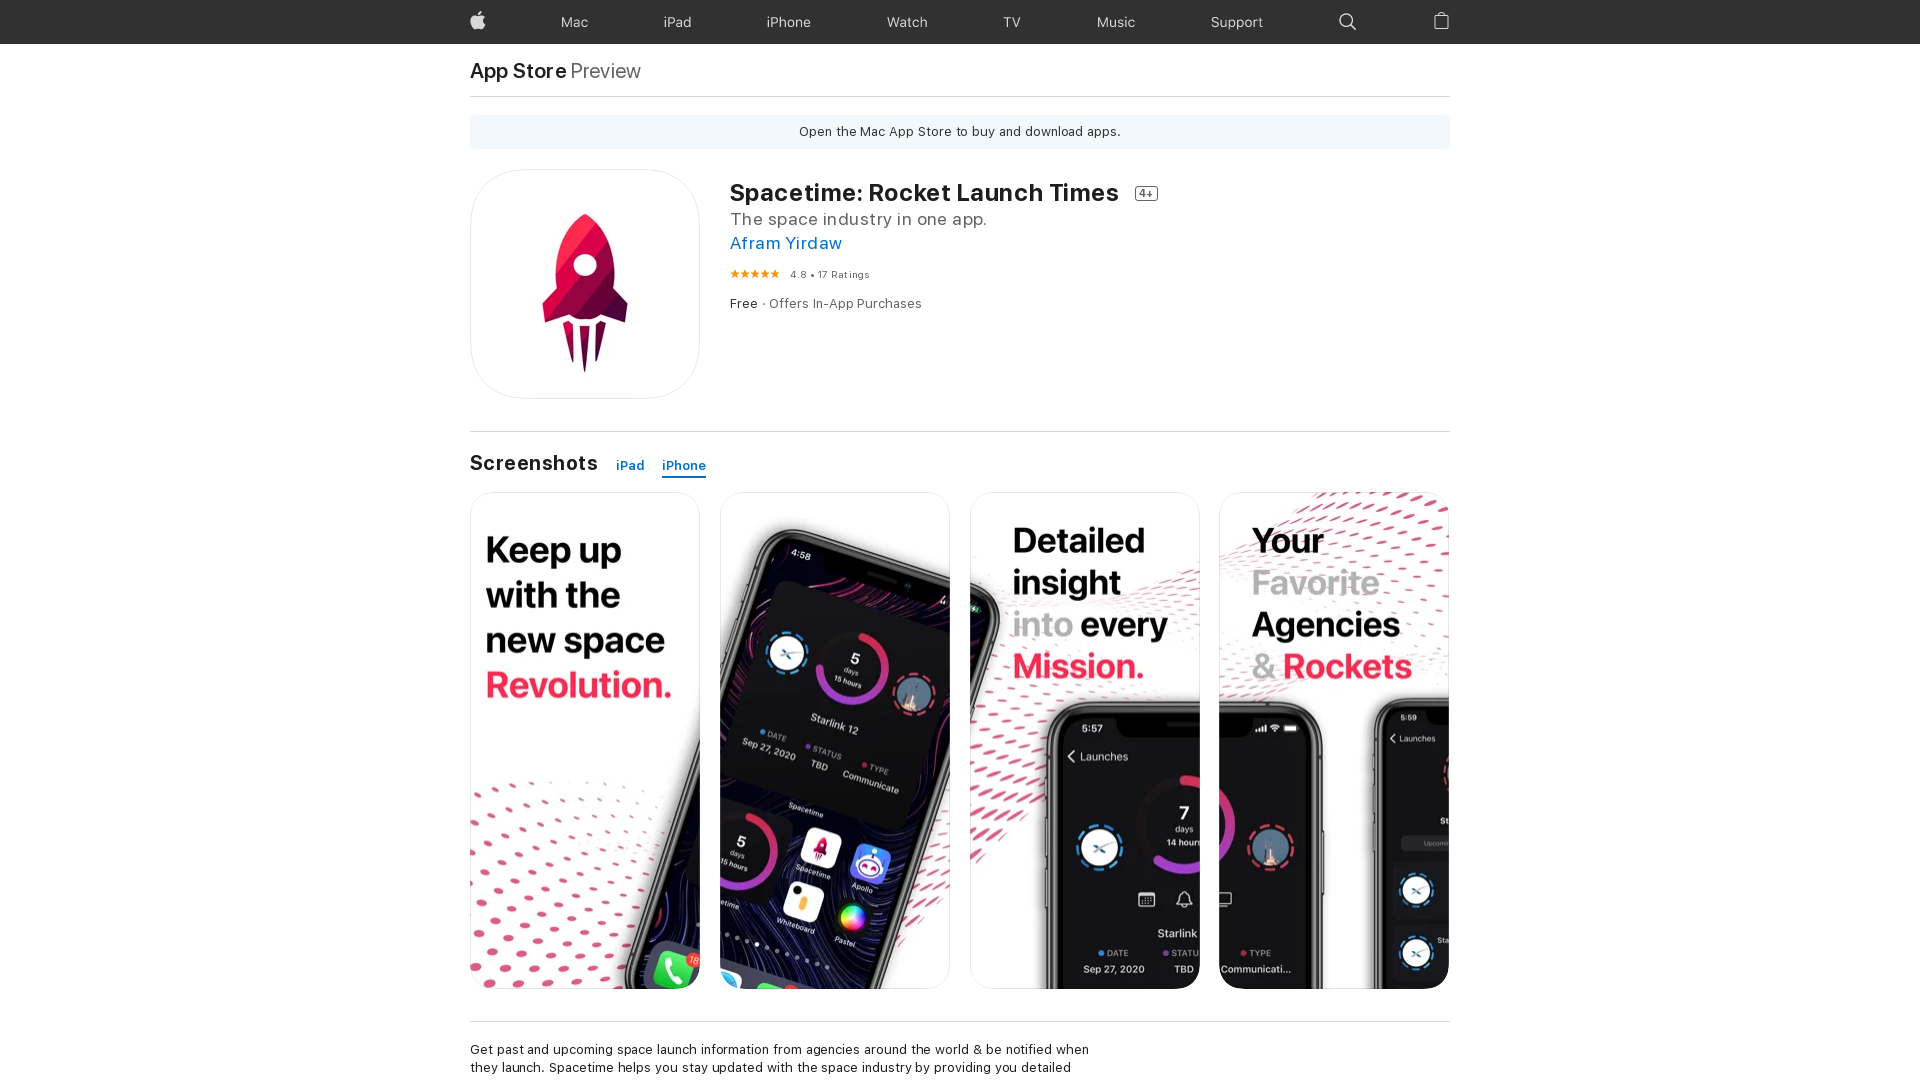 Mac
iPad
iPhone
Watch
TV
Music
Support
App Store Preview
Open the Mac App Store to buy and download apps.
Spacetime: Rocket Launch Times 4+
The space industry in one app.
Afram Yirdaw
4.8 • 17 Ratings
Free · Offers In-App Purchases
Screenshots iPad iPhone
Keep up
with the
new space
Revolution.
18
4:58
5
days
15 hours
Starlink 12
DATE
Sep 27, 2020
STATUS
TBD
TYPE
Communicate
Spacetime
5
days
15 hours
Spacetime
Apollo
Whiteboard
Pastel
Detailed
insight
into every
Mission.
5:57
Launches
7
days
14 hours
Starlink
DATE
Sep 27, 2020
STATU
TBD
Your
Favorite
Agencies
& Rockets
TYPE
Communicati...
5:59
Launches
St
Upcomi
Sta
Get past and upcoming space launch information from agencies around the world & be notified when
they launch. Spacetime helps you stay updated with the space industry by providing you detailed